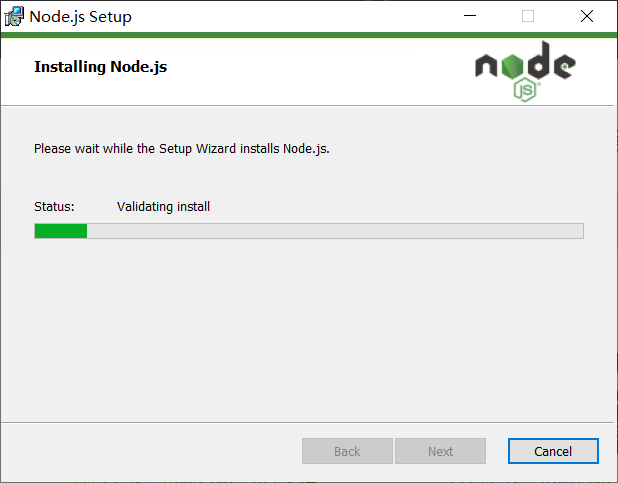 Node.js Setup
Installing Node.js
node
JS
Please wait while the Setup Wizard installs Node.js.
Status: Validating install
Back Next Cancel